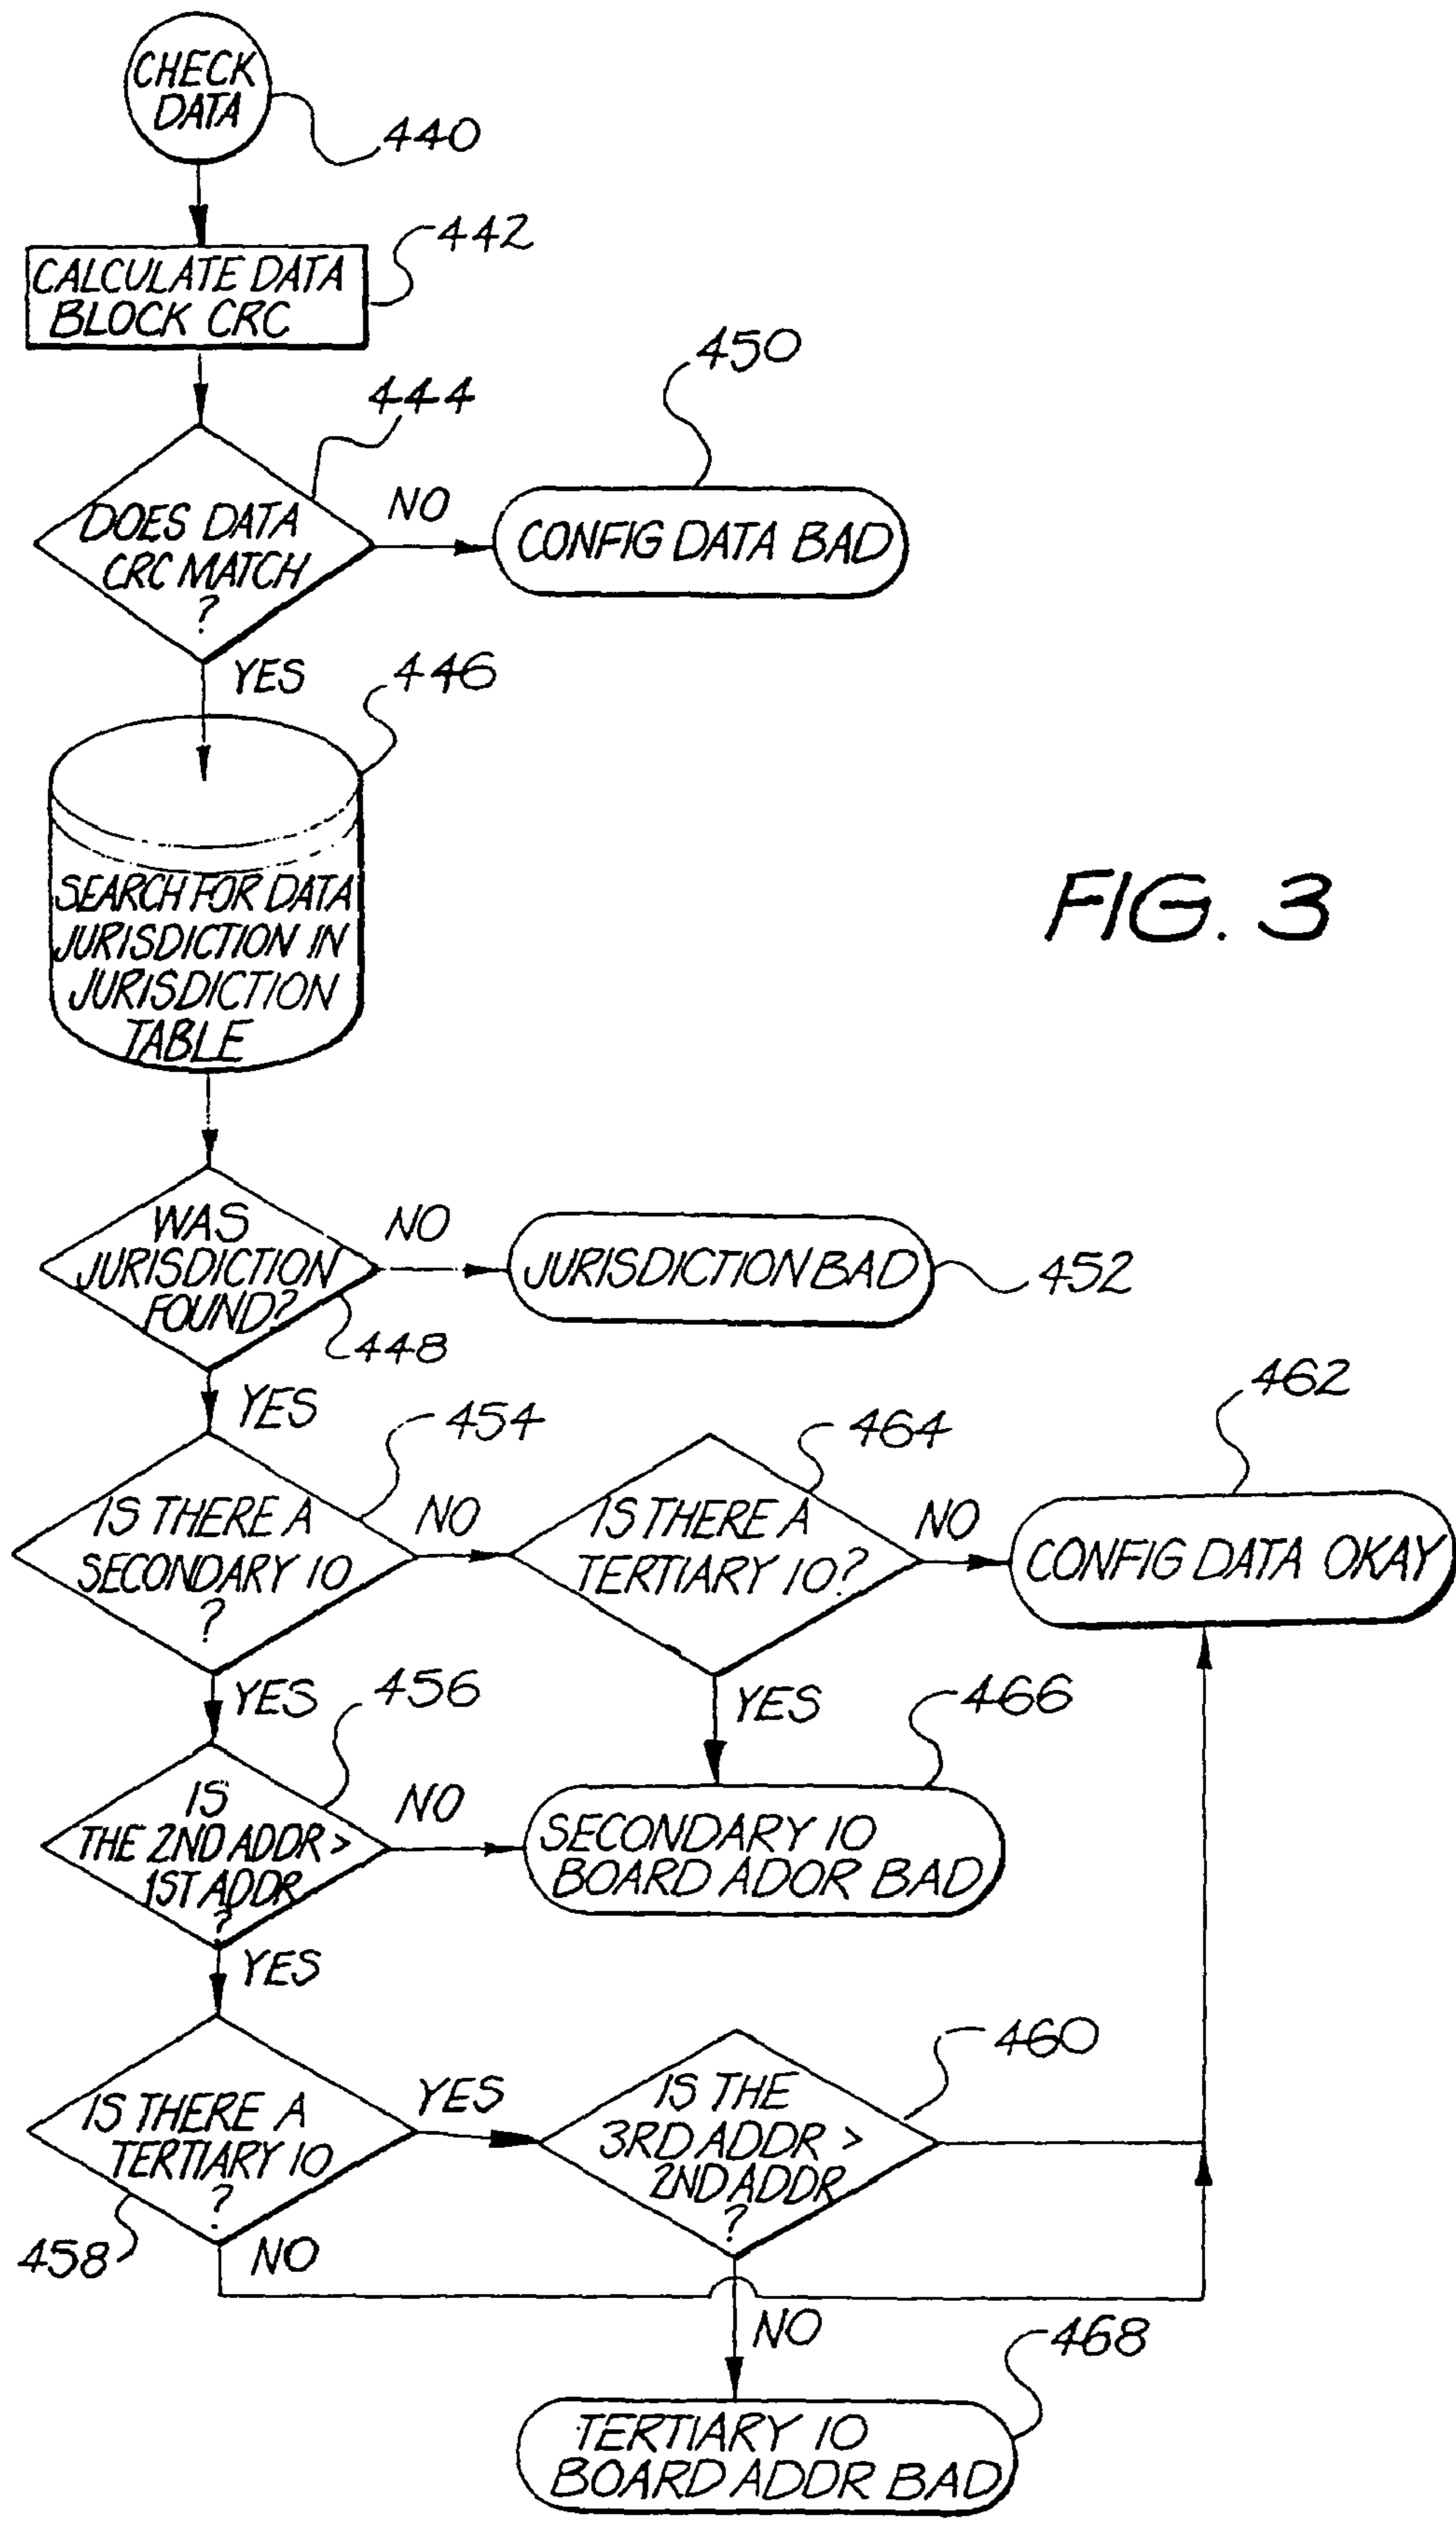 CHECK
DATA
440
442
CALCULATE DATA
BLOCK CRC
450
444
DOES DATA
CRC MATCH
?
NO
CONFIG DATA BAD
YES
446
SEARCH FOR DATA
JURISDICTION IN
JURISDICTION
TABLE
FIG. 3
WAS
JURISDICTION
FOUND?
NO
JURISDICTION BAD
452
448
YES
454
464
462
IS THERE A
SECONDARY IO
?
NO
IS THERE A
TERTIARY IO?
NO
CONFIG DATA OKAY
YES
456
YES
466
IS
THE 2ND ADDR >
1ST ADDR
?
NO
SECONDARY IO
BOARD ADOR BAD
YES
460
IS THERE A
TERTIARY IO
?
YES
IS THE
3RD ADDR >
2ND ADDR
?
458
NO
NO
468
TERTIARY IO
BOARD ADDR BAD